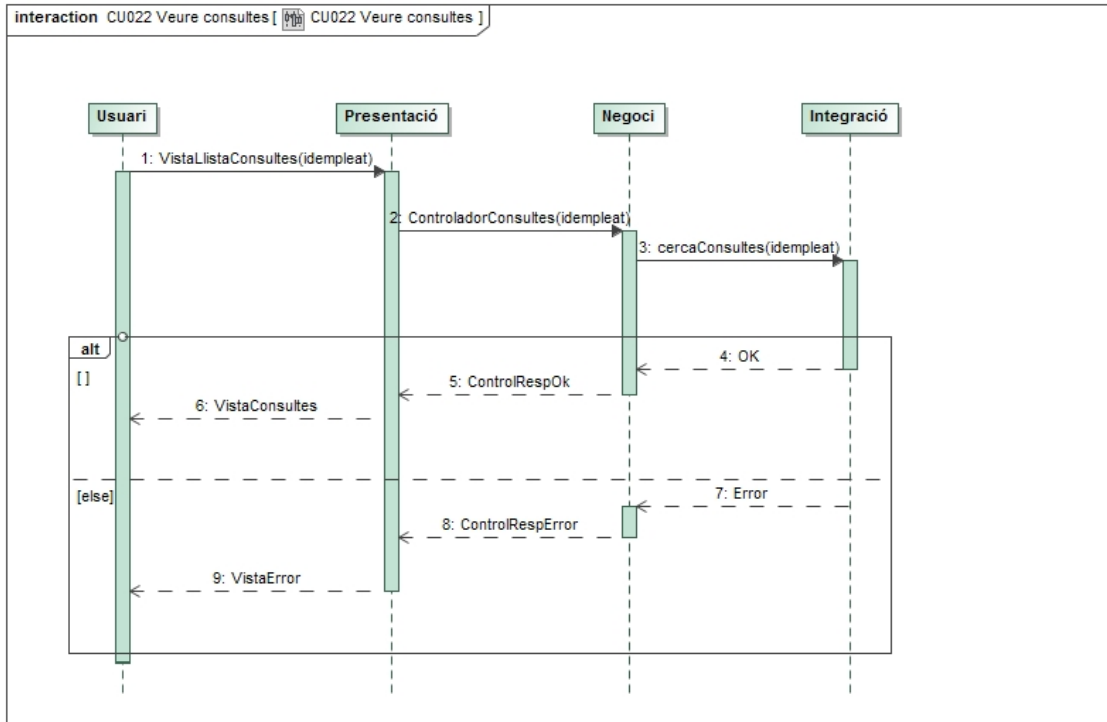 interaction CU022 Veure consultes [ CU022 Veure consultes ]
Usuari
Presentació
Negoci
Integració
1: VistaLlistaConsultes(idempleat)
2: ControladorConsultes(idempleat)
3: cercaConsultes(idempleat)
alt
[ ]
4: OK
5: ControlRespOk
6: VistaConsultes
[else]
7: Error
8: ControlRespError
9: VistaError